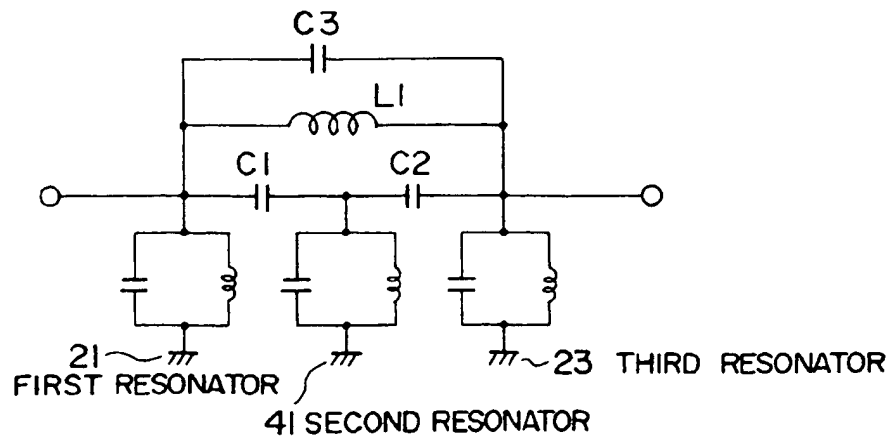 C3
L1
C1 C2
21
FIRST RESONATOR
23 THIRD RESONATOR
41 SECOND RESONATOR